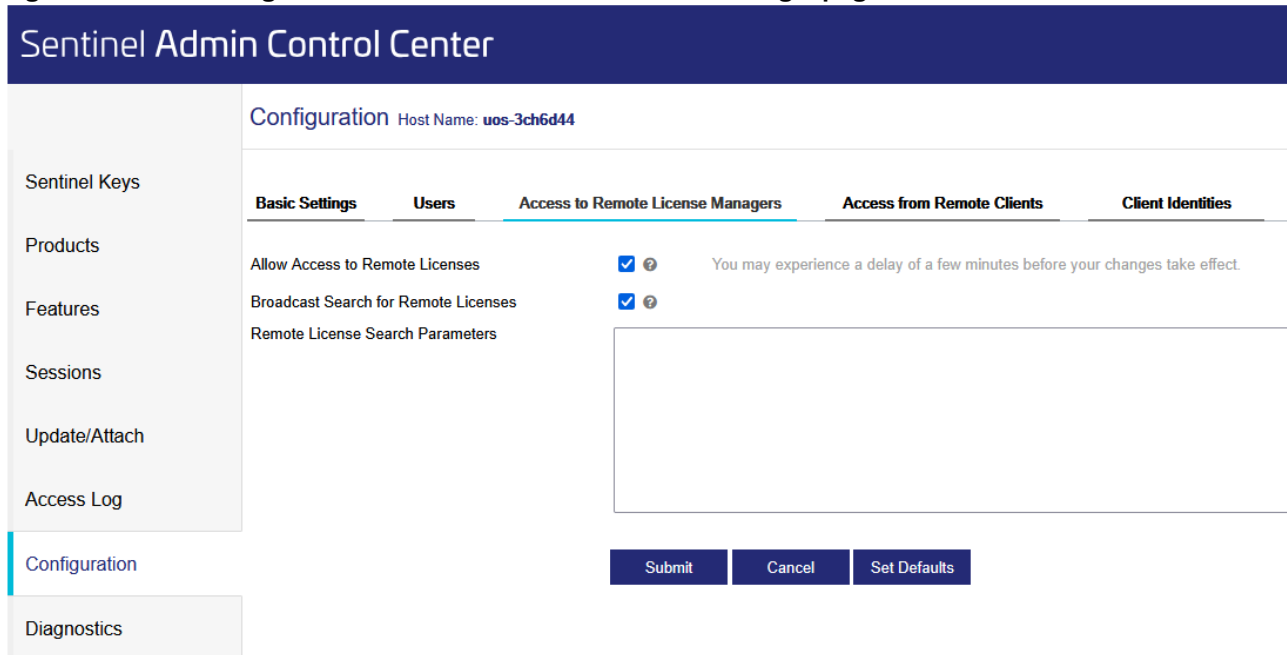 Sentinel Admin Control Center
Configuration Host Name: uos-3ch6d44
Sentinel Keys
Products
Features
Sessions
Update/Attach
Access Log
Configuration
Diagnostics
Basic Settings Users Access to Remote License Managers Access from Remote Clients Client Identities
Allow Access to Remote Licenses You may experience a delay of a few minutes before your changes take effect.
Broadcast Search for Remote Licenses
Remote License Search Parameters
Submit Cancel Set Defaults